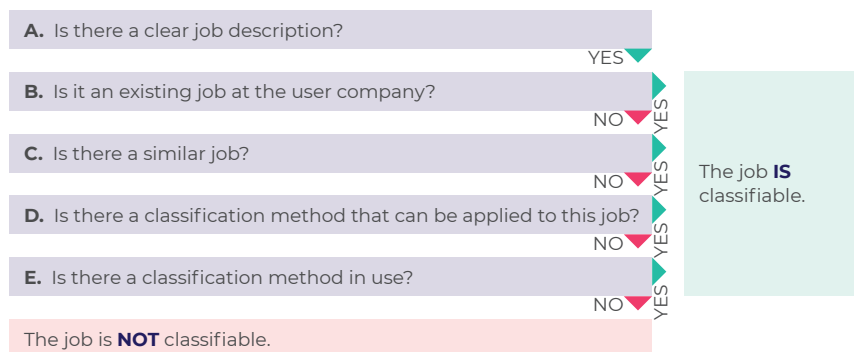 A. Is there a clear job description?
YES
B. Is it an existing job at the user company?
NO
YES
C. Is there a similar job?
NO
YES
D. Is there a classification method that can be applied to this job?
NO
YES
E. Is there a classification method in use?
NO
YES
The job IS
classifiable.
The job is NOT classifiable.